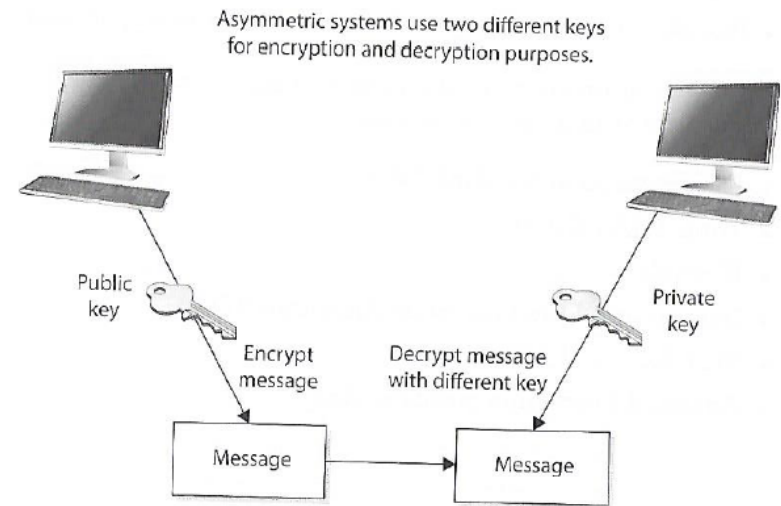 Asymmetric systems use two different keys
for encryption and decryption purposes.
Public
key
Private
key
Encrypt
message
Decrypt message
with different key
Message
Message